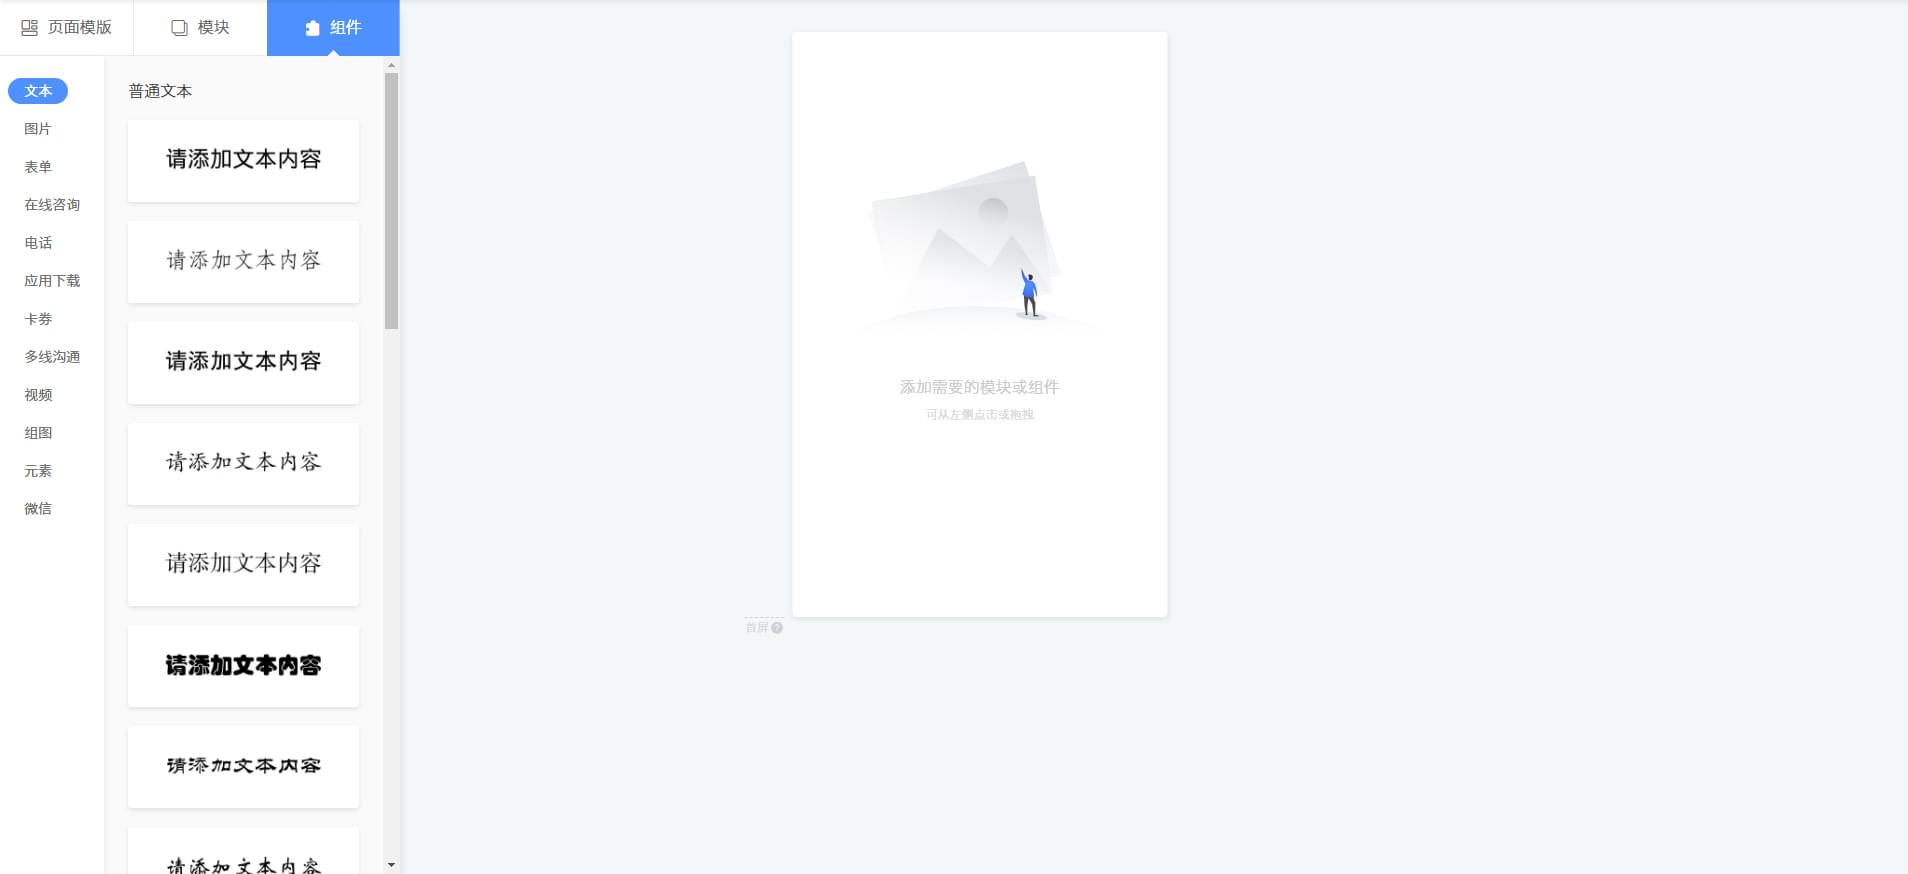 页面模版
模块
组件
文本
图片
表单
在线咨询
电话
应用下载
卡券
多线沟通
视频
组图
元素
微信
普通文本
请添加文本内容
请添加文本内容
请添加文本内容
请添加文本内容
请添加文本内容
请添加文本内容
请添加文本内容
请添加文本内容
添加需要的模块或组件
可从左侧点击或拖拽
首屏 ?